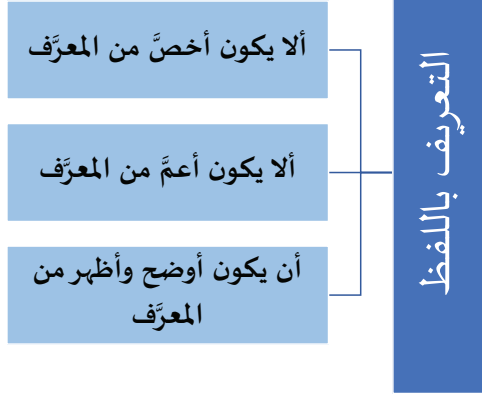 التعريف باللفظ
ألا يكون أخصَّ من المعرَّف
ألا يكون أعمَّ من المعرَّف
أن يكون أوضح وأظهر من
المعرَّف